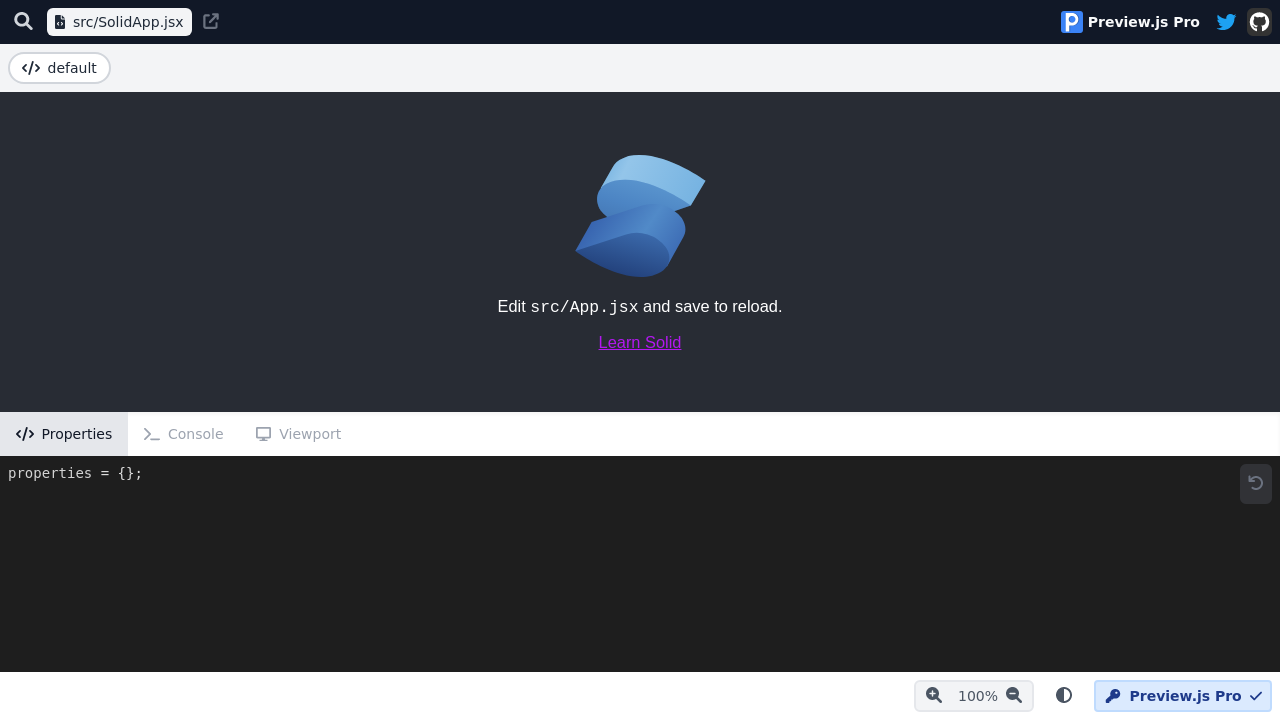 src/SolidApp.jsx
Preview.js Pro
default
Edit src/App.jsx and save to reload.
Learn Solid
Properties
Console
Viewport
properties = {};
100%
Preview.js Pro